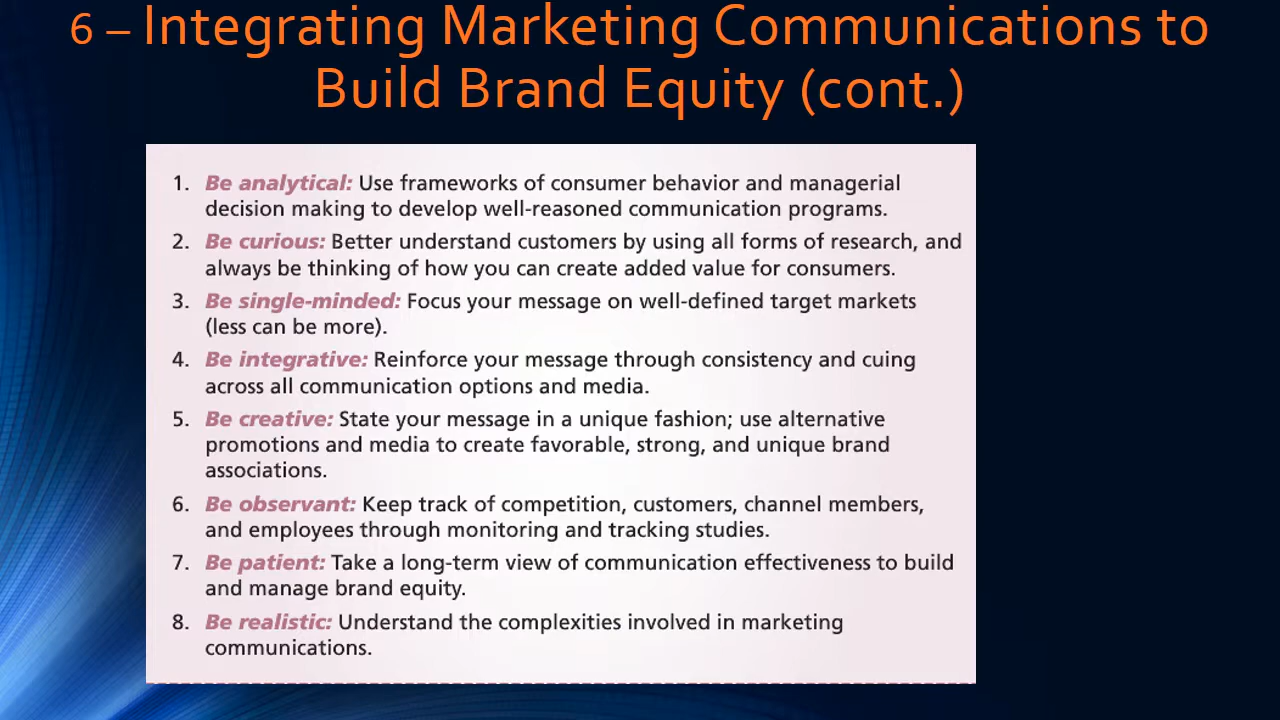 6 – Integrating Marketing Communications to
Build Brand Equity (cont.)
1. Be analytical: Use frameworks of consumer behavior and managerial
decision making to develop well-reasoned communication programs.
2. Be curious: Better understand customers by using all forms of research, and
always be thinking of how you can create added value for consumers.
3. Be single-minded: Focus your message on well-defined target markets
(less can be more).
4. Be integrative: Reinforce your message through consistency and cuing
across all communication options and media.
5. Be creative: State your message in a unique fashion; use alternative
promotions and media to create favorable, strong, and unique brand
associations.
6. Be observant: Keep track of competition, customers, channel members,
and employees through monitoring and tracking studies.
7. Be patient: Take a long-term view of communication effectiveness to build
and manage brand equity.
8. Be realistic: Understand the complexities involved in marketing
communications.